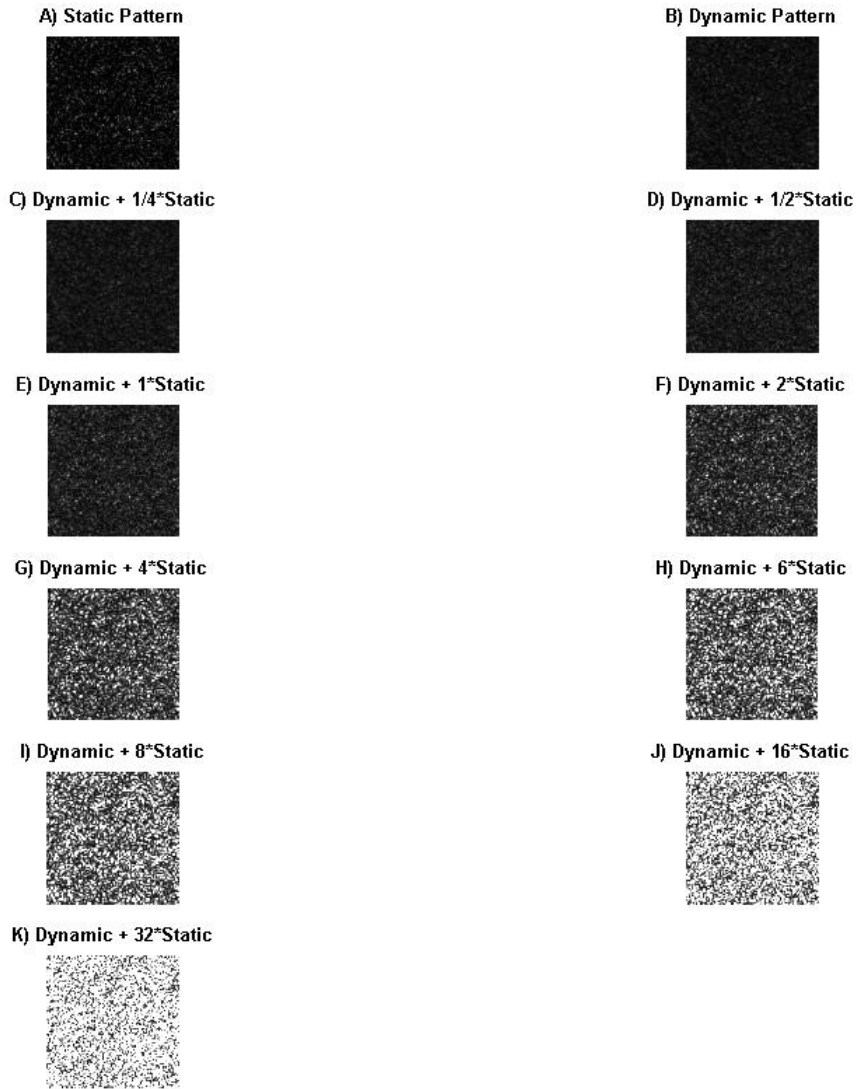 A) Static Pattern
B) Dynamic Pattern
C) Dynamic + 1/4*Static
D) Dynamic + 1/2*Static
E) Dynamic + 1*Static
F) Dynamic + 2*Static
G) Dynamic + 4*Static
H) Dynamic + 6*Static
I) Dynamic + 8*Static
J) Dynamic + 16*Static
K) Dynamic + 32*Static